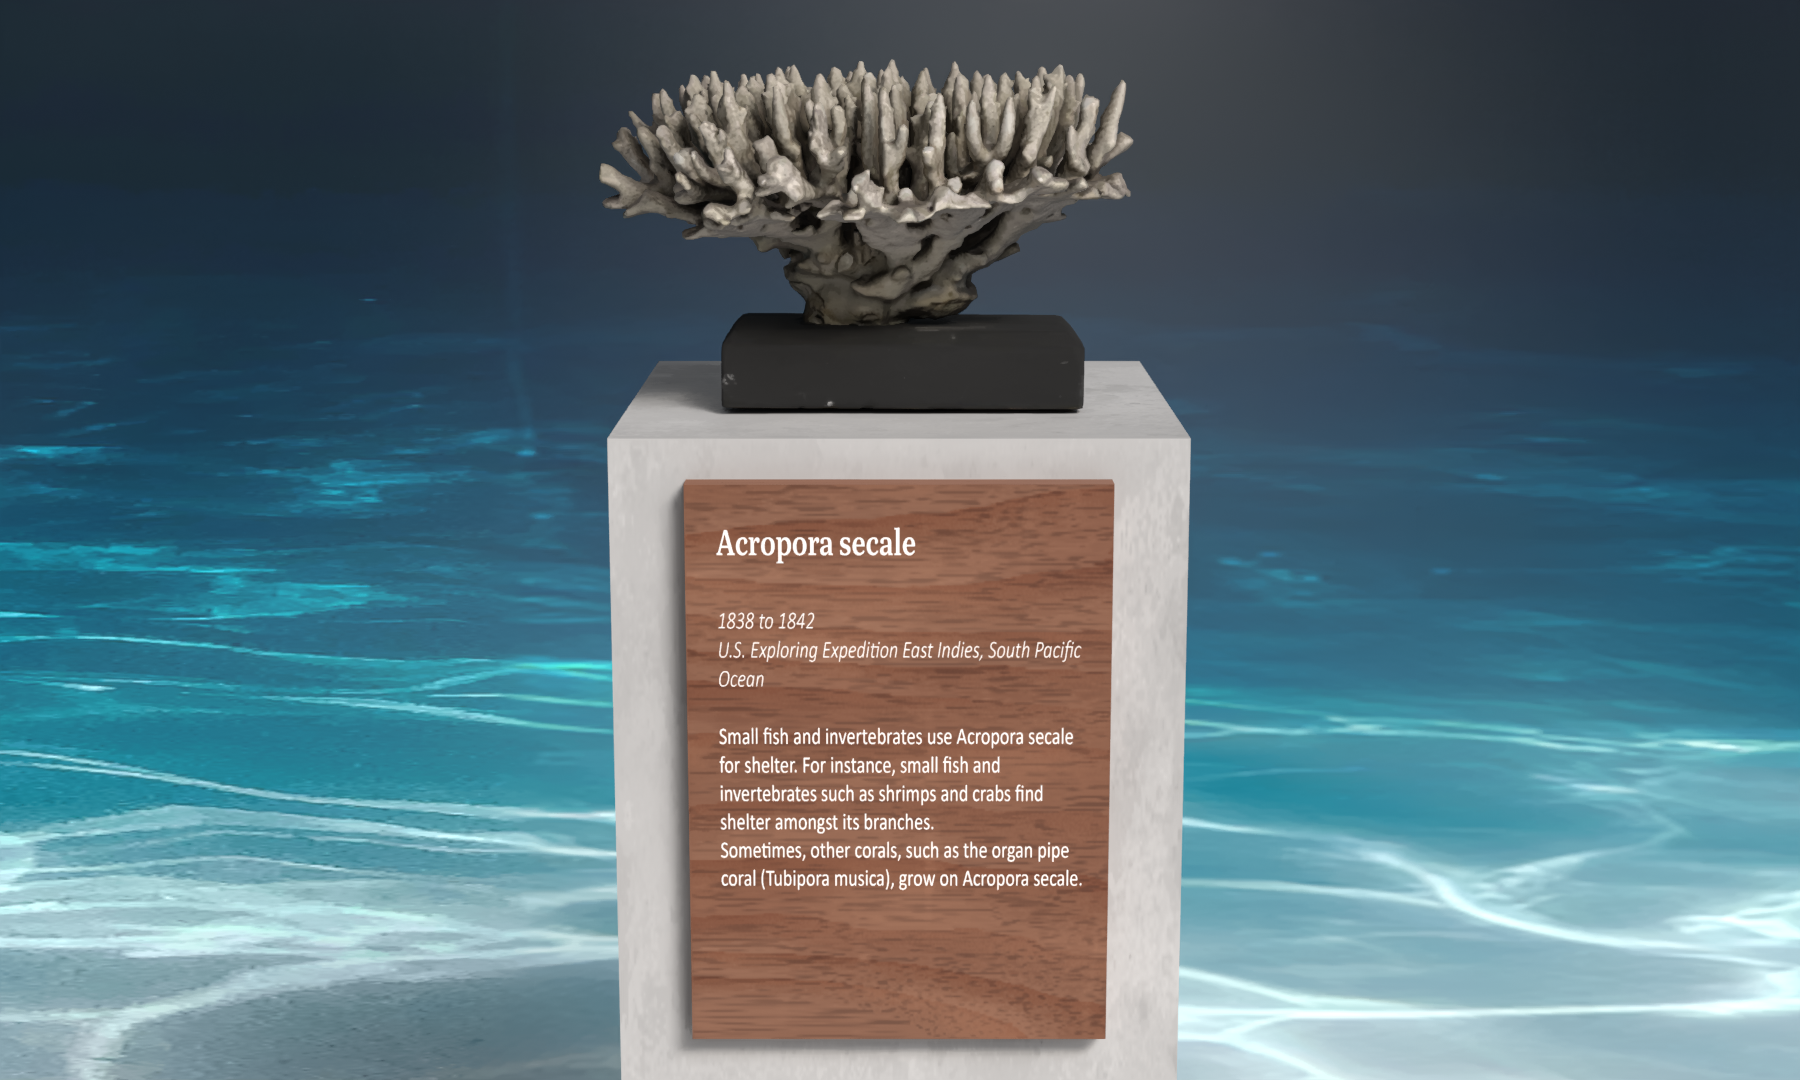 Acropora secale
1838 to 1842
U.S. Exploring Expedition East Indies, South Pacific
Ocean
Small fish and invertebrates use Acropora secale
for shelter. For instance, small fish and
invertebrates such as shrimps and crabs find
shelter amongst its branches.
Sometimes, other corals, such as the organ pipe
coral (Tubipora musica), grow on Acropora secale.